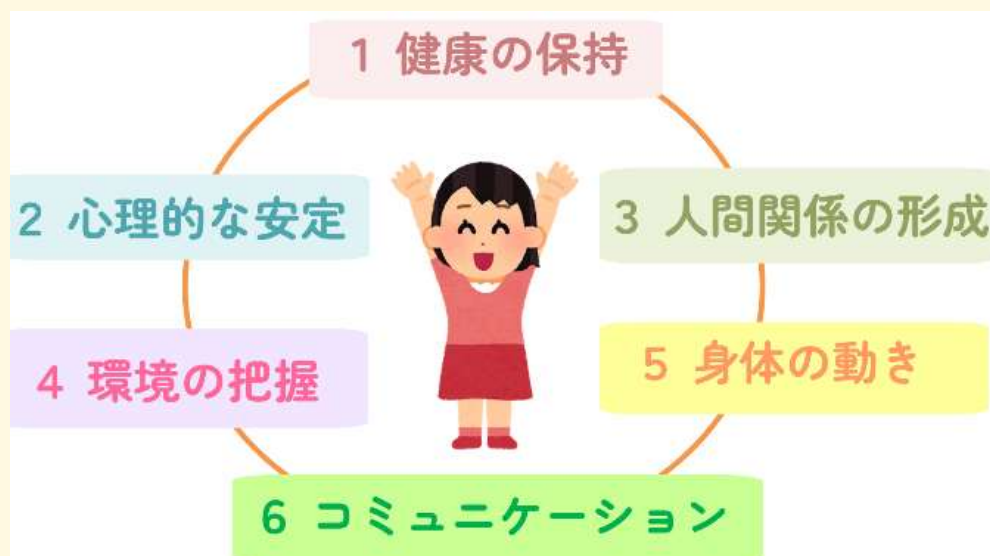 1 健康の保持
2 心理的な安定
3 人間関係の形成
4 環境の把握
5 身体の動き
6 コミュニケーション